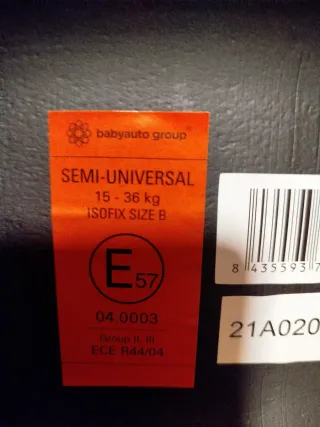 babyauto group
SEMI-UNIVERSAL
15 - 36 kg
ISOFIX SIZE B
E57
04.0003
Group II, III
ECE R44/04
8 435593 7
21A020